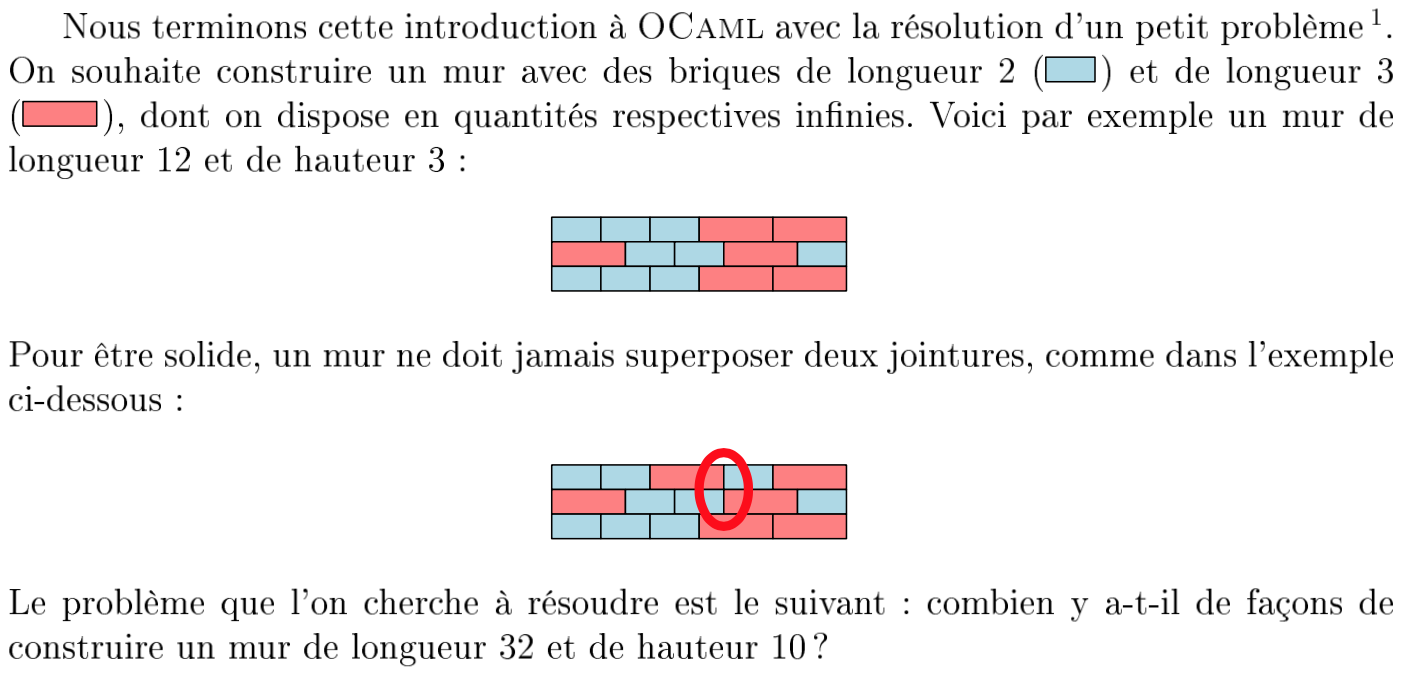 Nous terminons cette introduction à OCAML avec la résolution d'un petit problème¹.
On souhaite construire un mur avec des briques de longueur 2 ( ) et de longueur 3
( ), dont on dispose en quantités respectives infinies. Voici par exemple un mur de
longueur 12 et de hauteur 3 :
Pour être solide, un mur ne doit jamais superposer deux jointures, comme dans l'exemple
ci-dessous :
Le problème que l'on cherche à résoudre est le suivant : combien y a-t-il de façons de
construire un mur de longueur 32 et de hauteur 10 ?